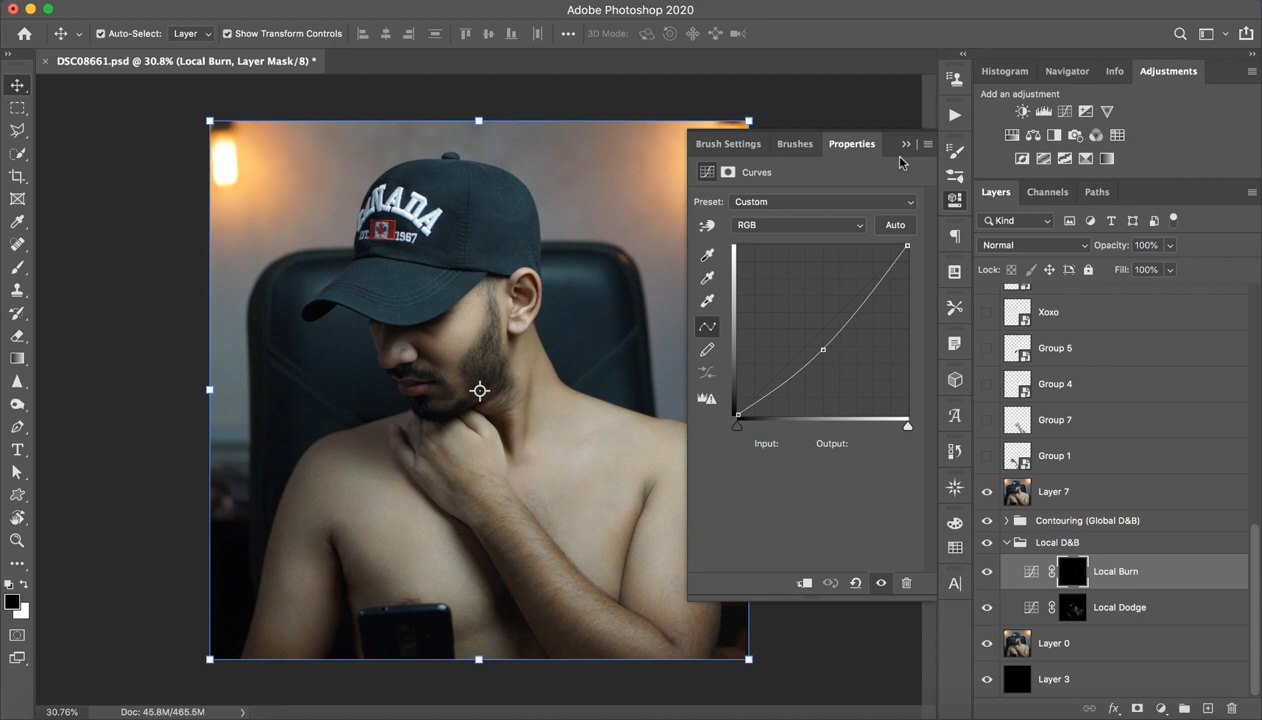 Adobe Photoshop 2020
Auto-Select: Layer Show Transform Controls 3D Mode:
DSC08661.psd @ 30.8% (Local Burn, Layer Mask/8) *
Histogram Navigator Info Adjustments
Add an adjustment
Brush Settings Brushes Properties
Curves
Preset: Custom
RGB Auto
Input: Output:
CANADA
EST. 1967
Layers Channels Paths
Kind
Normal Opacity: 100%
Lock: Fill: 100%
Xoxo
Group 5
Group 4
Group 7
Group 1
Layer 7
Contouring (Global D&B)
Local D&B
Local Burn
Local Dodge
Layer 0
Layer 3
30.76% Doc: 45.8M/465.5M